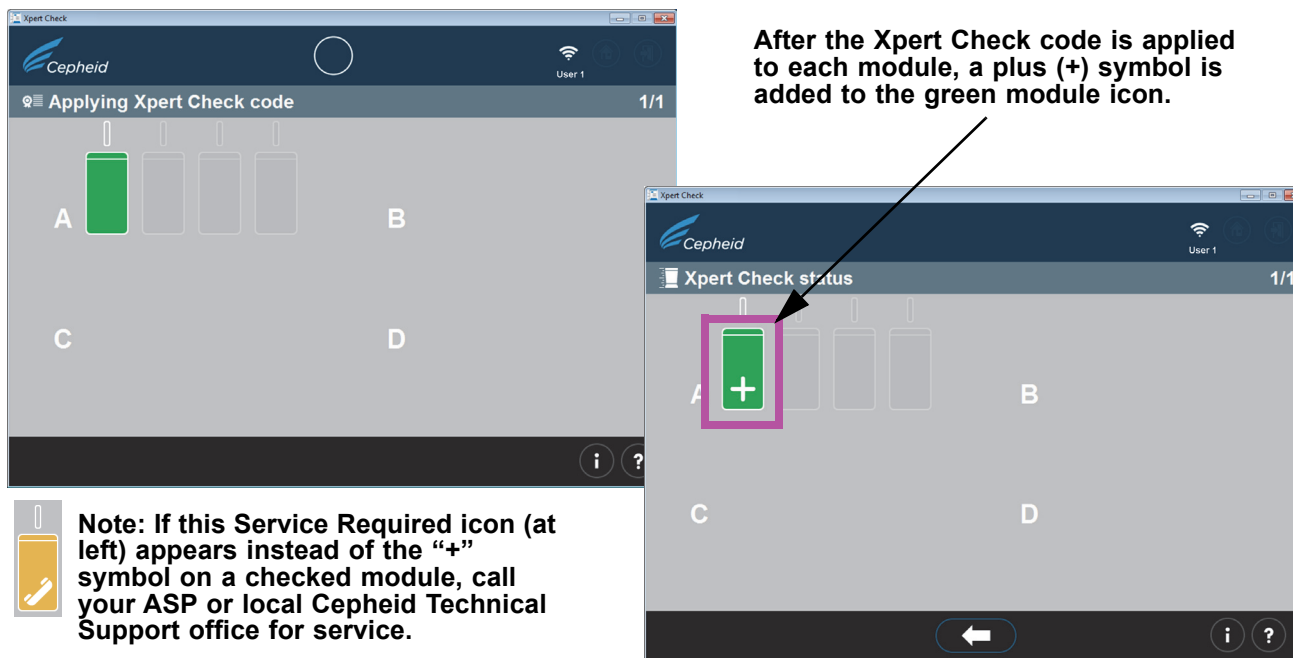 Xpert Check
Cepheid
User 1
Applying Xpert Check code 1/1
A B
C D
i ?
After the Xpert Check code is applied
to each module, a plus (+) symbol is
added to the green module icon.
Xpert Check
Cepheid
User 1
Xpert Check status 1/1
A + B
C D
i ?
Note: If this Service Required icon (at
left) appears instead of the “+”
symbol on a checked module, call
your ASP or local Cepheid Technical
Support office for service.